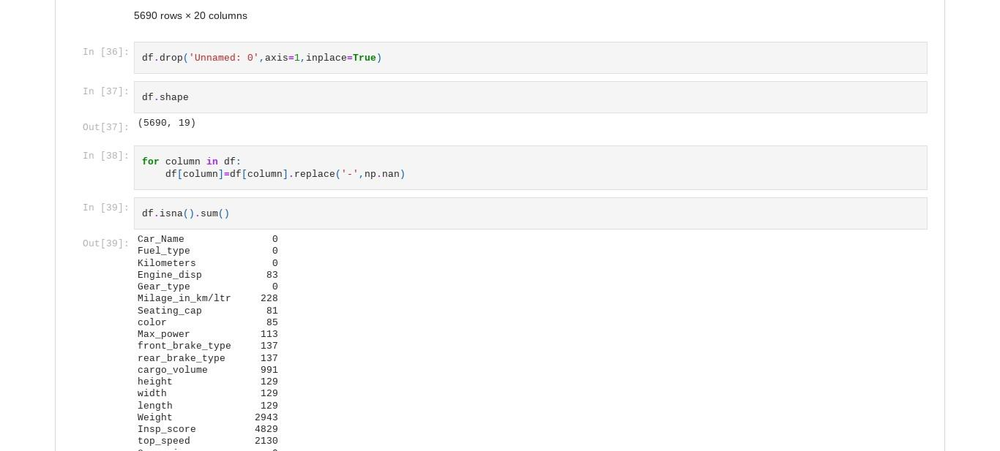 5690 rows × 20 columns
In [36]:
df.drop('Unnamed: 0',axis=1,inplace=True)
In [37]:
df.shape
Out[37]:
(5690, 19)
In [38]:
for column in df:
    df[column]=df[column].replace('-',np.nan)
In [39]:
df.isna().sum()
Out[39]:
Car_Name 0
Fuel_type 0
Kilometers 0
Engine_disp 83
Gear_type 0
Milage_in_km/ltr 228
Seating_cap 81
color 85
Max_power 113
front_brake_type 137
rear_brake_type 137
cargo_volume 991
height 129
width 129
length 129
Weight 2943
Insp_score 4829
top_speed 2130